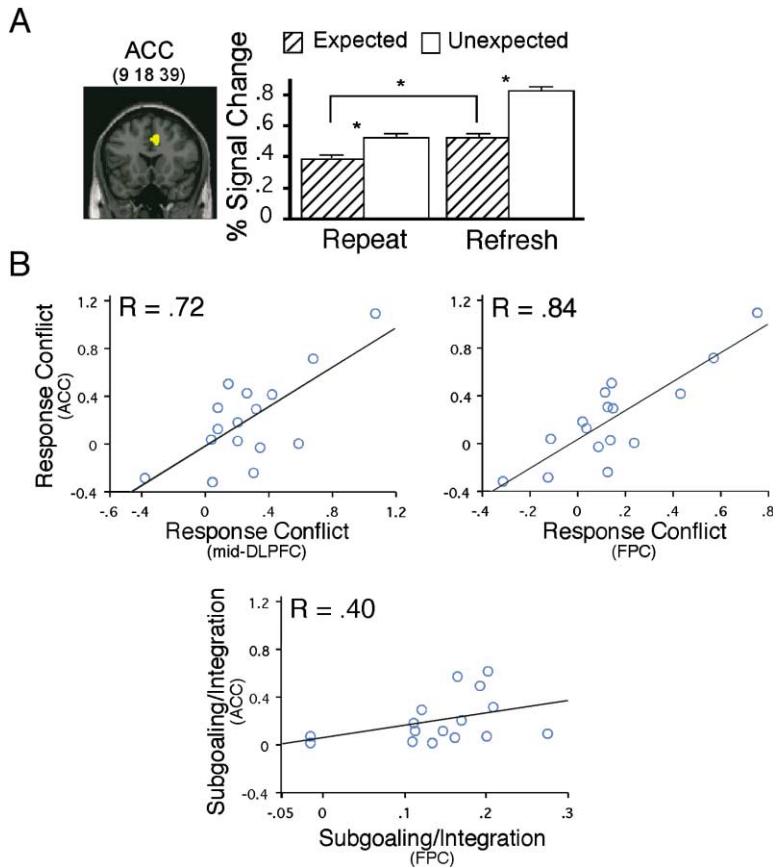 A
ACC
(9 18 39)
Expected Unexpected
% Signal Change
.8
.6
.4
.2
0
*
*
*
Repeat Refresh
B
R = .72
Response Conflict
(ACC)
1.2
0.8
0.4
0
-0.4
-.6 -.4 0 .4 .8 1.2
Response Conflict
(mid-DLPFC)
R = .84
1.2
0.8
0.4
0
-0.4
-.4 -.2 0 .2 .4 .6 .8
Response Conflict
(FPC)
R = .40
Subgoaling/Integration
(ACC)
1.2
0.8
0.4
0
-0.4
-.05 0 .1 .2 .3
Subgoaling/Integration
(FPC)